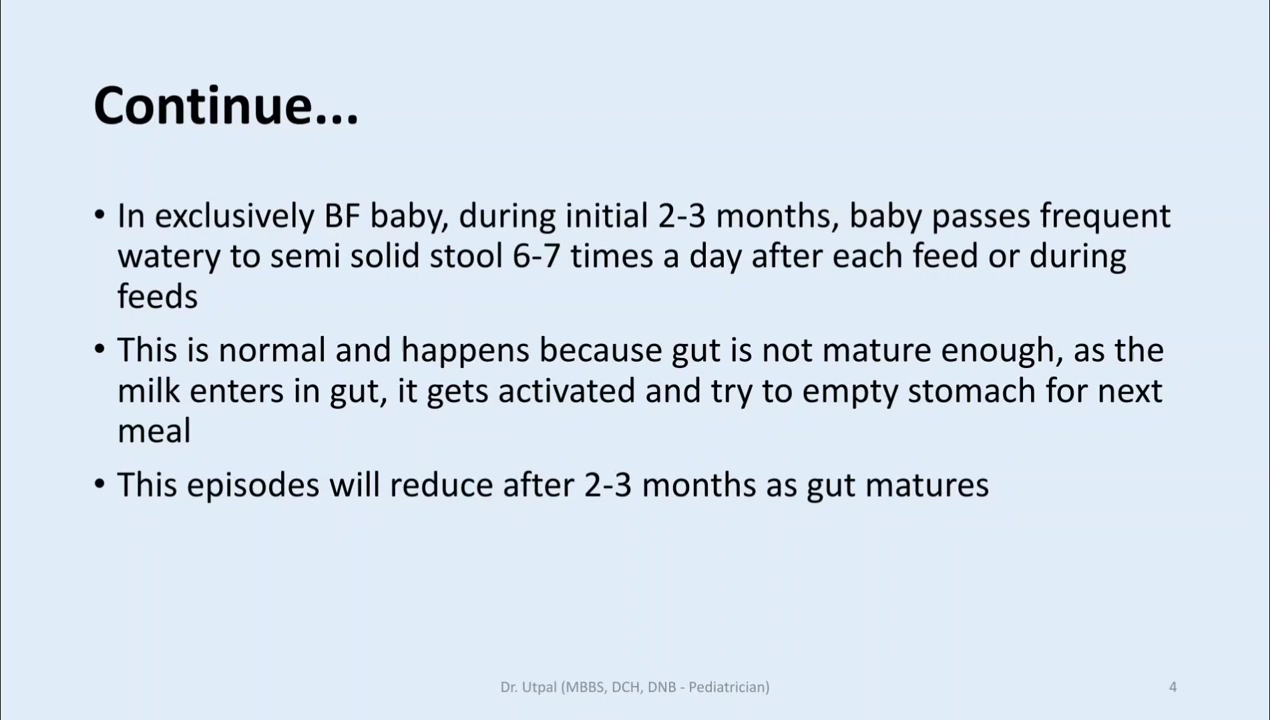 Continue...
• In exclusively BF baby, during initial 2-3 months, baby passes frequent
watery to semi solid stool 6-7 times a day after each feed or during
feeds
• This is normal and happens because gut is not mature enough, as the
milk enters in gut, it gets activated and try to empty stomach for next
meal
• This episodes will reduce after 2-3 months as gut matures
Dr. Utpal (MBBS, DCH, DNB - Pediatrician)
4